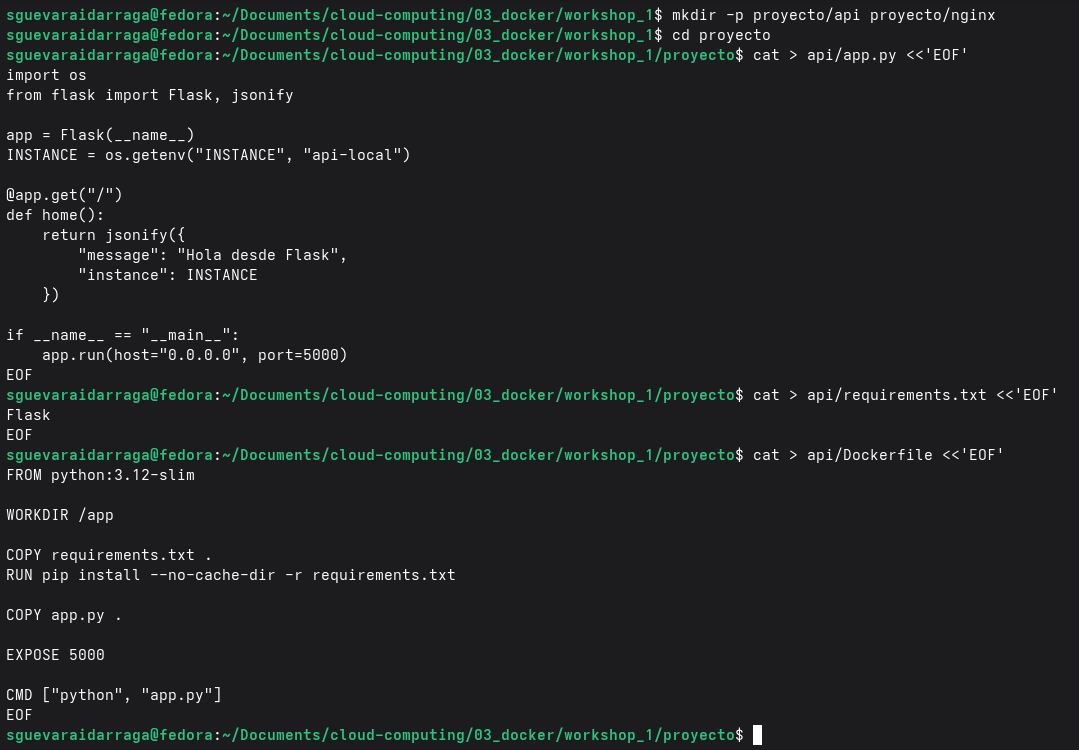 sguevaraidarraga@fedora:~/Documents/cloud-computing/03_docker/workshop_1$ mkdir -p proyecto/api proyecto/nginx
sguevaraidarraga@fedora:~/Documents/cloud-computing/03_docker/workshop_1$ cd proyecto
sguevaraidarraga@fedora:~/Documents/cloud-computing/03_docker/workshop_1/proyecto$ cat > api/app.py <<'EOF'
import os
from flask import Flask, jsonify

app = Flask(__name__)
INSTANCE = os.getenv("INSTANCE", "api-local")

@app.get("/")
def home():
    return jsonify({
        "message": "Hola desde Flask",
        "instance": INSTANCE
    })

if __name__ == "__main__":
    app.run(host="0.0.0.0", port=5000)
EOF
sguevaraidarraga@fedora:~/Documents/cloud-computing/03_docker/workshop_1/proyecto$ cat > api/requirements.txt <<'EOF'
Flask
EOF
sguevaraidarraga@fedora:~/Documents/cloud-computing/03_docker/workshop_1/proyecto$ cat > api/Dockerfile <<'EOF'
FROM python:3.12-slim

WORKDIR /app

COPY requirements.txt .
RUN pip install --no-cache-dir -r requirements.txt

COPY app.py .

EXPOSE 5000

CMD ["python", "app.py"]
EOF
sguevaraidarraga@fedora:~/Documents/cloud-computing/03_docker/workshop_1/proyecto$